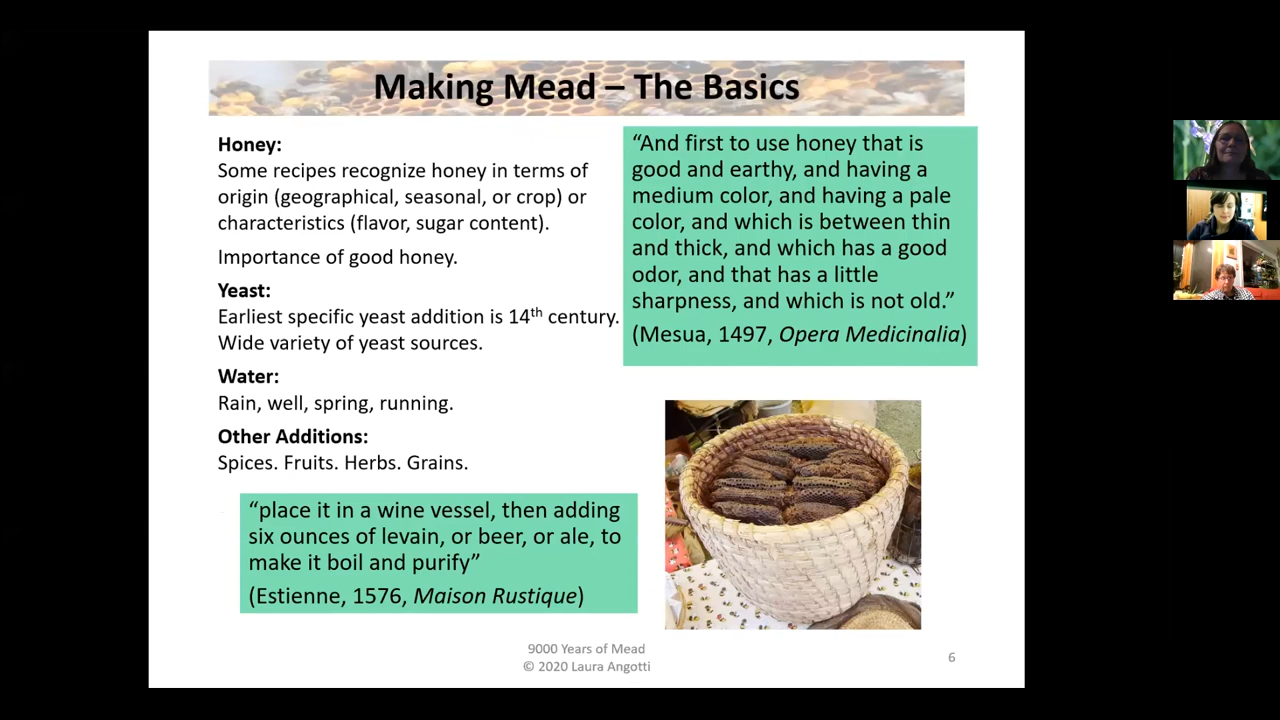 Making Mead – The Basics
Honey:
Some recipes recognize honey in terms of
origin (geographical, seasonal, or crop) or
characteristics (flavor, sugar content).
Importance of good honey.
Yeast:
Earliest specific yeast addition is 14th century.
Wide variety of yeast sources.
Water:
Rain, well, spring, running.
Other Additions:
Spices. Fruits. Herbs. Grains.
“place it in a wine vessel, then adding
six ounces of levain, or beer, or ale, to
make it boil and purify”
(Estienne, 1576, Maison Rustique)
“And first to use honey that is
good and earthy, and having a
medium color, and having a pale
color, and which is between thin
and thick, and which has a good
odor, and that has a little
sharpness, and which is not old.”
(Mesua, 1497, Opera Medicinalia)
9000 Years of Mead
© 2020 Laura Angotti
6